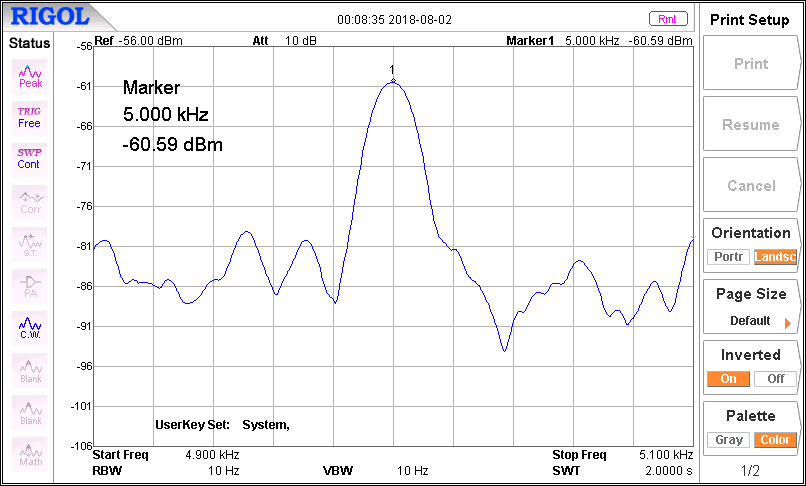 RIGOL
00:08:35 2018-08-02
Rmt
Print Setup
Status
Ref -56.00 dBm Att 10 dB Marker1 5.000 kHz -60.59 dBm
-56
1
Marker
5.000 kHz
-60.59 dBm
-61
-66
-71
-76
-81
-86
-91
-96
-101
-106
Peak
TRIG
Free
SWP
Cont
Corr
S.T.
PA
C.W.
Blank
Blank
Math
UserKey Set: System,
Start Freq 4.900 kHz Stop Freq 5.100 kHz
RBW 10 Hz VBW 10 Hz SWT 2.0000 s
Print
Resume
Cancel
Orientation
Portr Landsc
Page Size
Default
Inverted
On Off
Palette
Gray Color
1/2